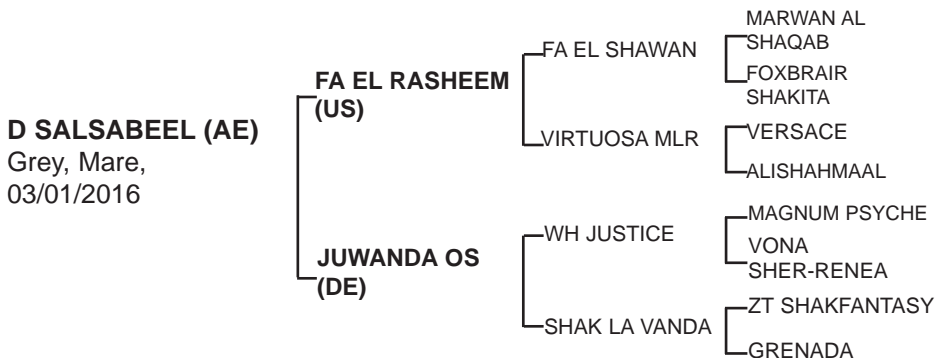 D SALSABEEL (AE)
Grey, Mare,
03/01/2016
FA EL RASHEEM
(US)
JUWANDA OS
(DE)
FA EL SHAWAN
VIRTUOSA MLR
WH JUSTICE
SHAK LA VANDA
MARWAN AL
SHAQAB
FOXBRAIR
SHAKITA
VERSACE
ALISHAHMAAL
MAGNUM PSYCHE
VONA
SHER-RENEA
ZT SHAKFANTASY
GRENADA